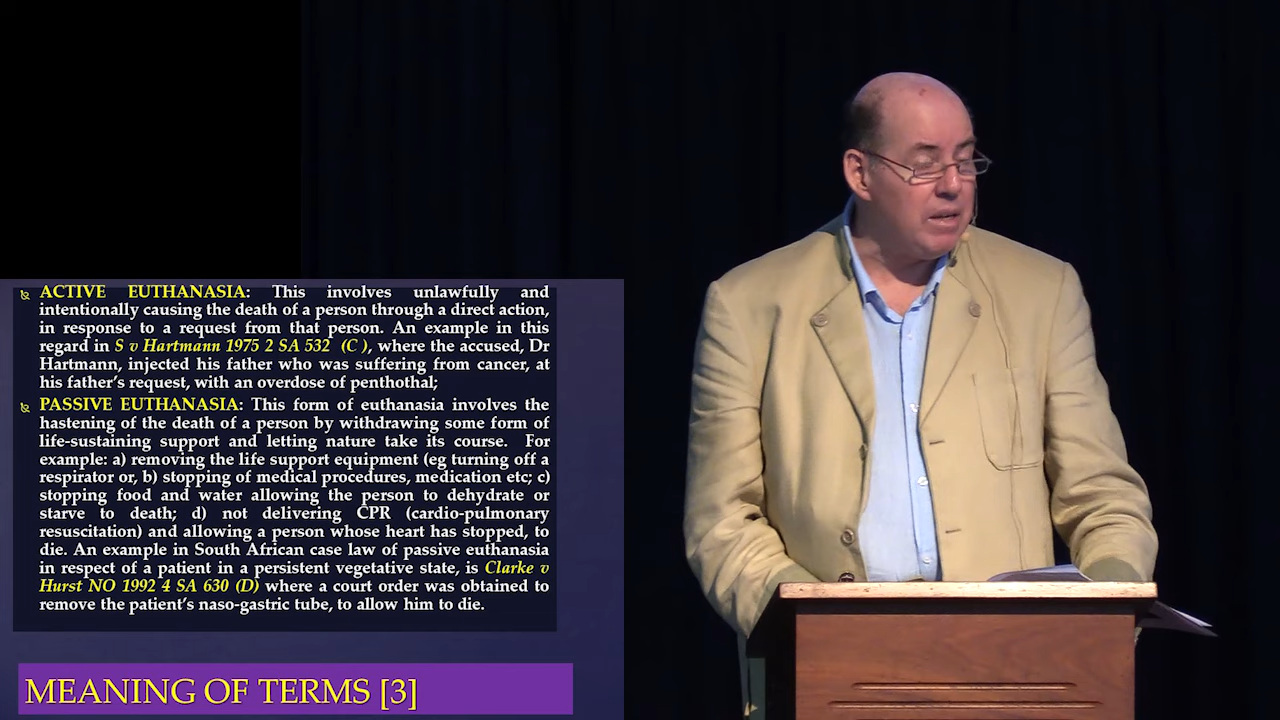 ACTIVE EUTHANASIA: This involves unlawfully and
intentionally causing the death of a person through a direct action,
in response to a request from that person. An example in this
regard in S v Hartmann 1975 2 SA 532 (C ), where the accused, Dr
Hartmann, injected his father who was suffering from cancer, at
his father's request, with an overdose of penthothal;
PASSIVE EUTHANASIA: This form of euthanasia involves the
hastening of the death of a person by withdrawing some form of
life-sustaining support and letting nature take its course. For
example: a) removing the life support equipment (eg turning off a
respirator or, b) stopping of medical procedures, medication etc; c)
stopping food and water allowing the person to dehydrate or
starve to death; d) not delivering CPR (cardio-pulmonary
resuscitation) and allowing a person whose heart has stopped, to
die. An example in South African case law of passive euthanasia
in respect of a patient in a persistent vegetative state, is Clarke v
Hurst NO 1992 4 SA 630 (D) where a court order was obtained to
remove the patient's naso-gastric tube, to allow him to die.
MEANING OF TERMS [3]